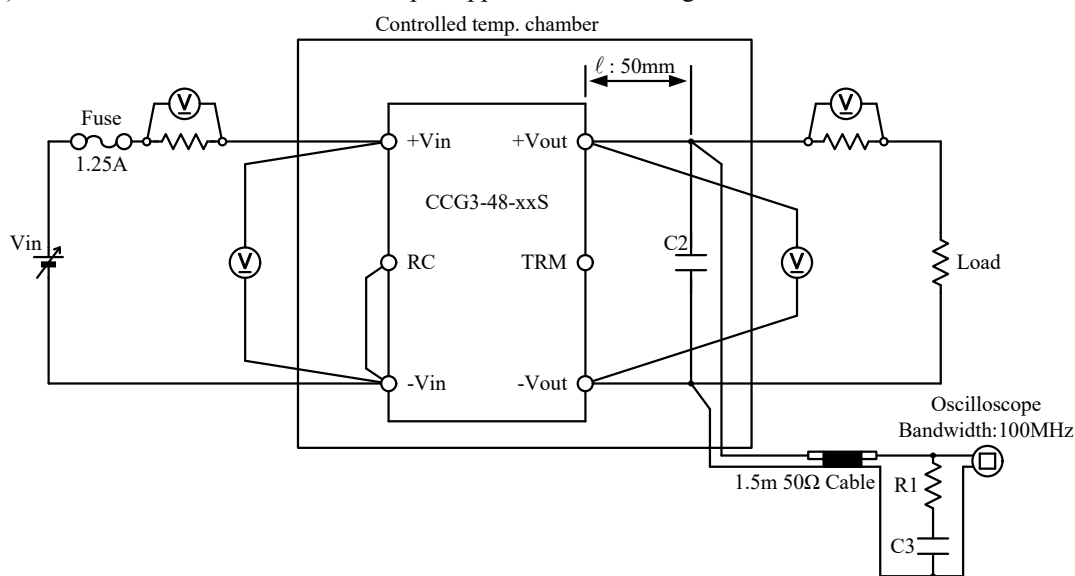 Controlled temp. chamber
ℓ : 50mm
V
V
Fuse
1.25A
+Vin
+Vout
CCG3-48-xxS
Vin
V
RC
TRM
C2
V
Load
-Vin
-Vout
Oscilloscope
Bandwidth:100MHz
1.5m 50Ω Cable
R1
C3